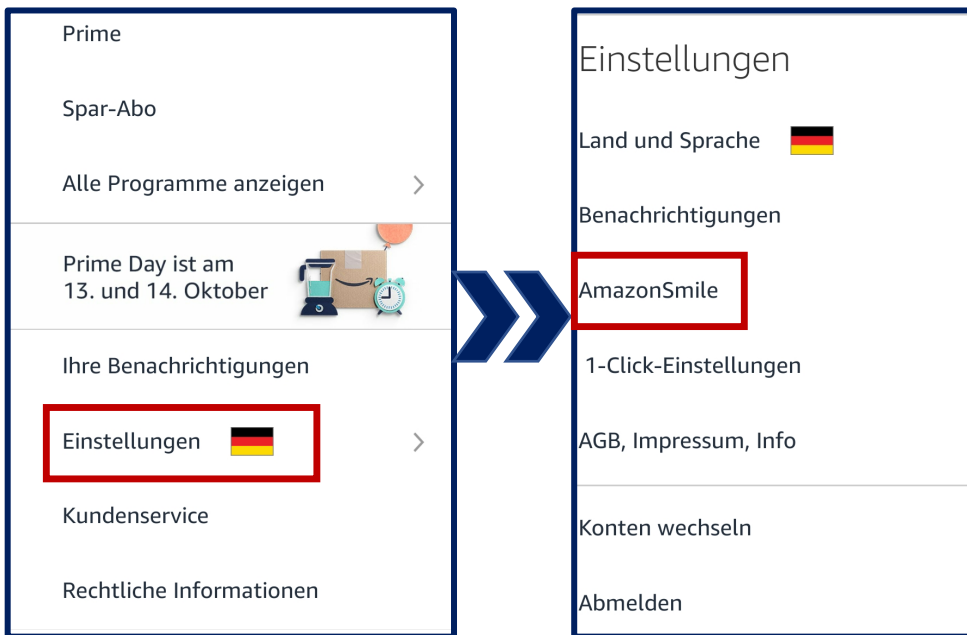 Prime
Spar-Abo
Alle Programme anzeigen
Prime Day ist am
13. und 14. Oktober
Ihre Benachrichtigungen
Einstellungen
Kundenservice
Rechtliche Informationen
Einstellungen
Land und Sprache
Benachrichtigungen
AmazonSmile
1-Click-Einstellungen
AGB, Impressum, Info
Konten wechseln
Abmelden